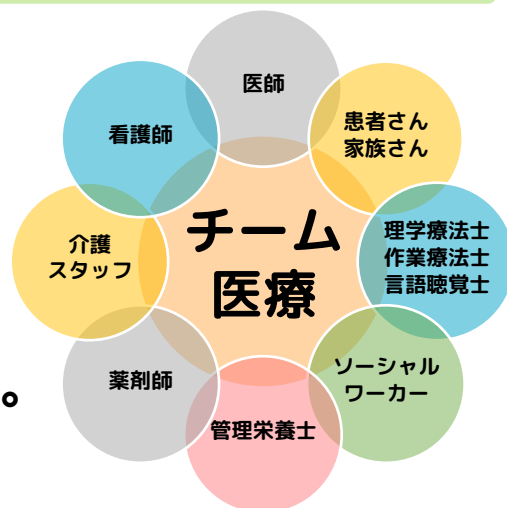 医師
患者さん
家族さん
理学療法士
作業療法士
言語聴覚士
ソーシャル
ワーカー
管理栄養士
薬剤師
介護
スタッフ
看護師
チーム
医療
。